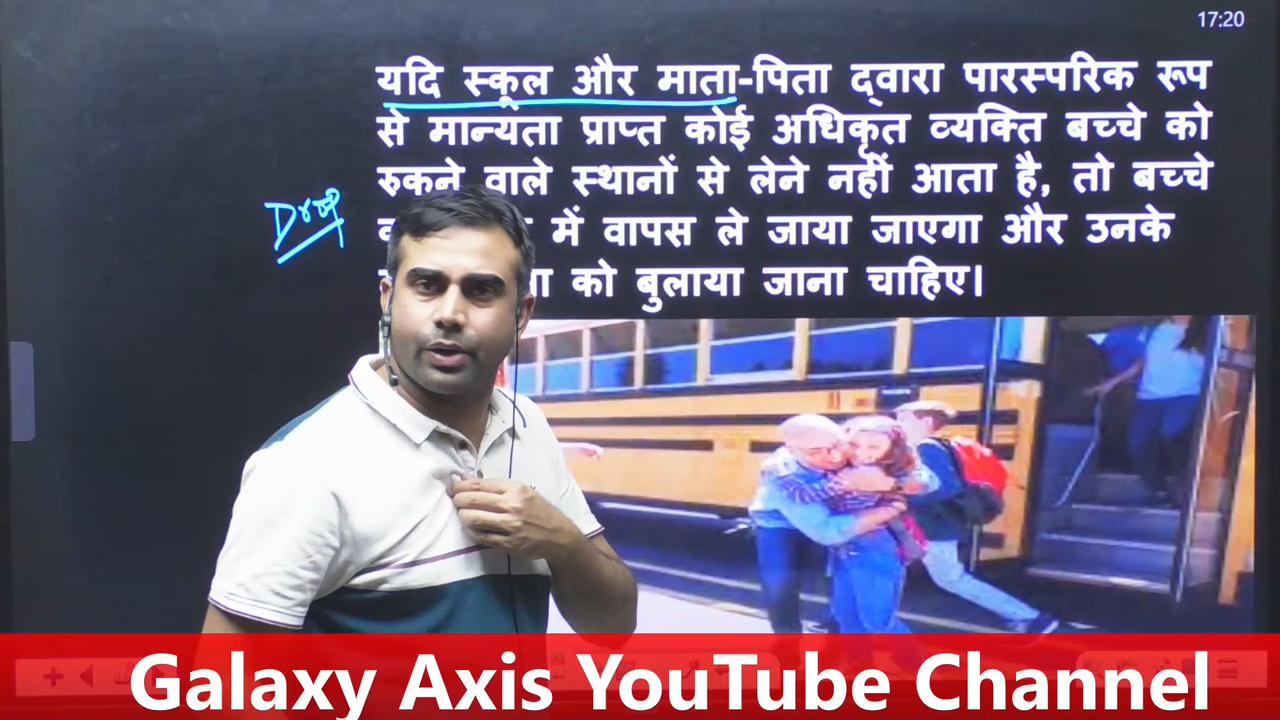 17:20
यदि स्कूल और माता-पिता द्वारा पारस्परिक रूप
से मान्यता प्राप्त कोई अधिकृत व्यक्ति बच्चे को
रुकने वाले स्थानों से लेने नहीं आता है, तो बच्चे
Drop
में वापस ले जाया जाएगा और उनके
को बुलाया जाना चाहिए।
Galaxy Axis YouTube Channel